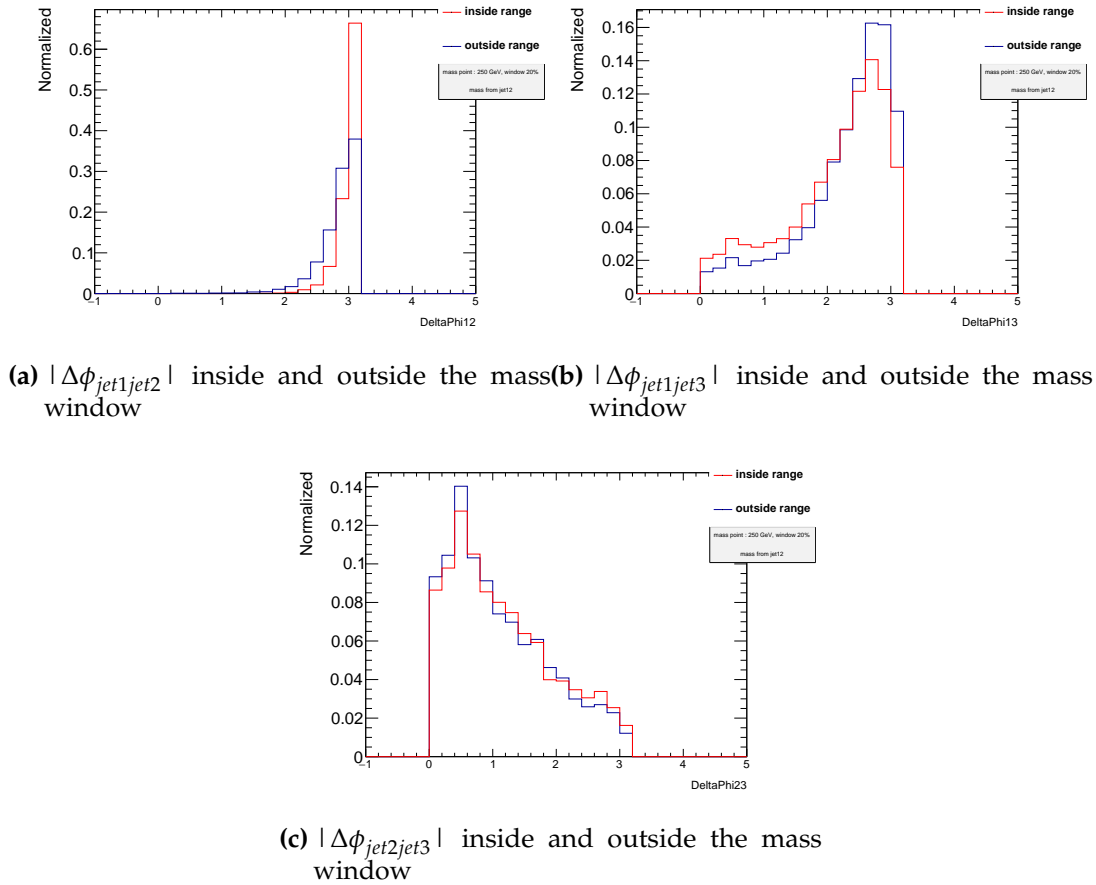 Normalized
inside range
outside range
mass point : 250 GeV, window 20%
mass from jet12
0.6
0.5
0.4
0.3
0.2
0.1
0
−1 0 1 2 3 4 5
DeltaPhi12
Normalized
inside range
outside range
mass point : 250 GeV, window 20%
mass from jet12
0.16
0.14
0.12
0.1
0.08
0.06
0.04
0.02
0
−1 0 1 2 3 4 5
DeltaPhi13
(a) |Δϕjet1jet2| inside and outside the mass
window
(b) |Δϕjet1jet3| inside and outside the mass
window
Normalized
inside range
outside range
mass point : 250 GeV, window 20%
mass from jet12
0.14
0.12
0.1
0.08
0.06
0.04
0.02
0
−1 0 1 2 3 4 5
DeltaPhi23
(c) |Δϕjet2jet3| inside and outside the mass
window